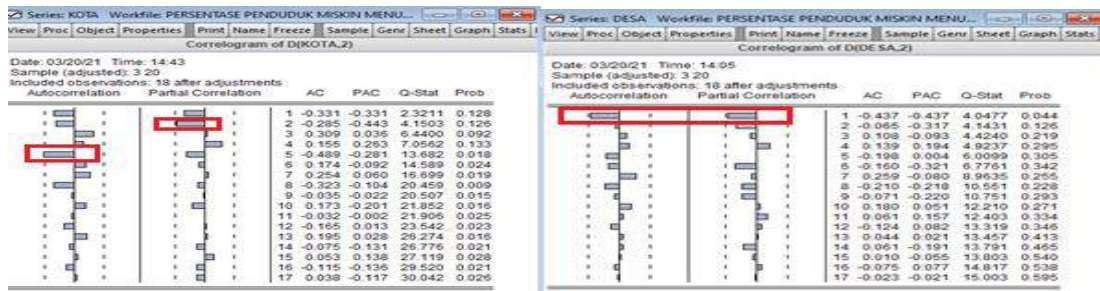 Series: KOTA Workfile: PERSENTASE PENDUDUK MISKIN MENU...
View Proc Object Properties Print Name Freeze Sample Genr Sheet Graph Stats
Correlogram of D(KOTA,2)
Date: 03/20/21 Time: 14:43
Sample (adjusted): 3 20
Included observations: 18 after adjustments
Autocorrelation Partial Correlation AC PAC Q-Stat Prob
1 -0.331 -0.331 2.3211 0.128
2 -0.285 -0.443 4.1503 0.126
3 0.309 0.036 6.4400 0.092
4 0.155 0.263 7.0562 0.133
5 -0.489 -0.281 13.682 0.018
6 0.174 -0.092 14.589 0.024
7 0.254 0.060 16.699 0.019
8 -0.323 -0.104 20.459 0.009
9 -0.035 -0.022 20.507 0.015
10 0.173 -0.201 21.852 0.016
11 -0.032 -0.002 21.906 0.025
12 -0.165 0.013 23.542 0.023
13 0.195 0.028 26.274 0.016
14 -0.075 -0.131 26.776 0.021
15 0.053 0.138 27.119 0.028
16 -0.115 -0.136 29.520 0.021
17 0.038 -0.117 30.042 0.026
Series: DESA Workfile: PERSENTASE PENDUDUK MISKIN MENU...
View Proc Object Properties Print Name Freeze Sample Genr Sheet Graph Stats
Correlogram of D(DESA,2)
Date: 03/20/21 Time: 14:05
Sample (adjusted): 3 20
Included observations: 18 after adjustments
Autocorrelation Partial Correlation AC PAC Q-Stat Prob
1 -0.437 -0.437 4.0477 0.044
2 -0.065 -0.317 4.1431 0.126
3 0.108 -0.093 4.4240 0.219
4 0.139 0.194 4.9237 0.295
5 -0.198 0.004 6.0099 0.305
6 -0.160 -0.321 6.7761 0.342
7 0.259 -0.080 8.9635 0.255
8 -0.210 -0.218 10.551 0.228
9 -0.071 -0.220 10.751 0.293
10 0.180 0.051 12.210 0.271
11 0.061 0.157 12.403 0.334
12 -0.124 0.082 13.319 0.346
13 0.044 0.021 13.457 0.413
14 0.061 -0.191 13.791 0.465
15 0.010 -0.055 13.803 0.540
16 -0.075 0.077 14.817 0.538
17 -0.023 -0.021 15.003 0.595